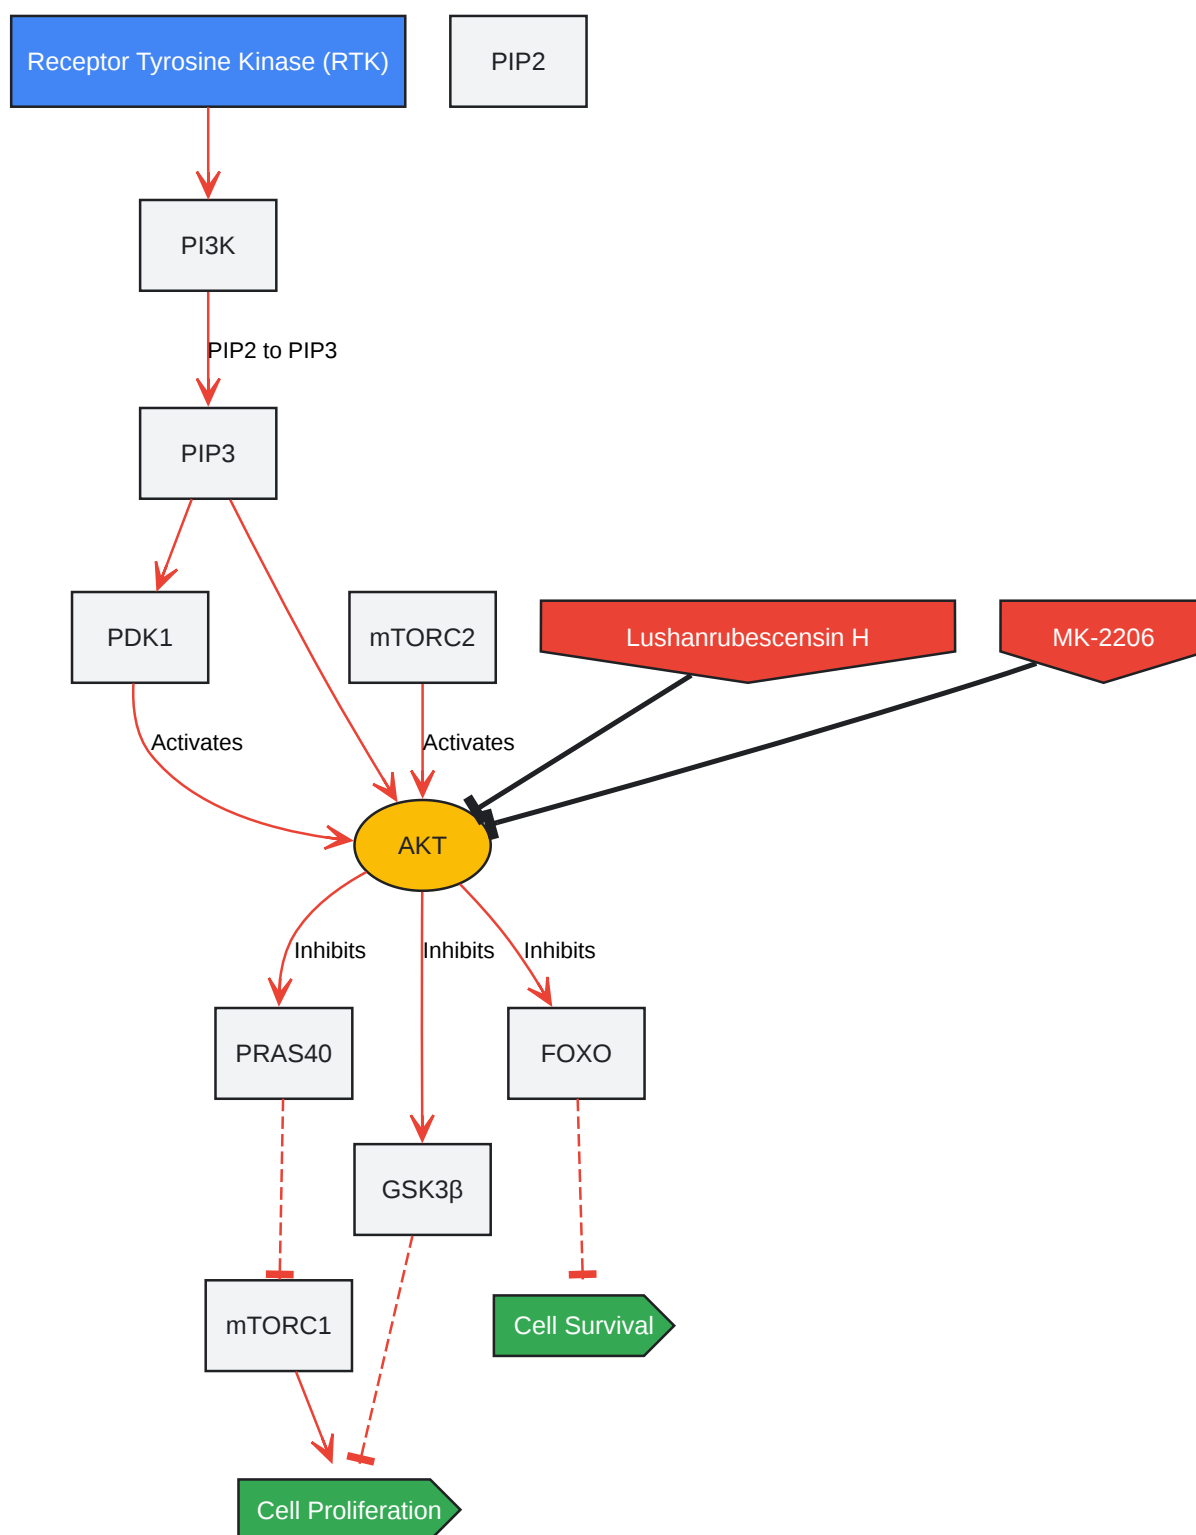 Receptor Tyrosine Kinase (RTK)
PIP2
PI3K
PIP2 to PIP3
PIP3
PDK1
mTORC2
Lushanrubescensin H
MK-2206
Activates
Activates
AKT
Inhibits
Inhibits
Inhibits
PRAS40
FOXO
GSK3β
mTORC1
Cell Survival
Cell Proliferation